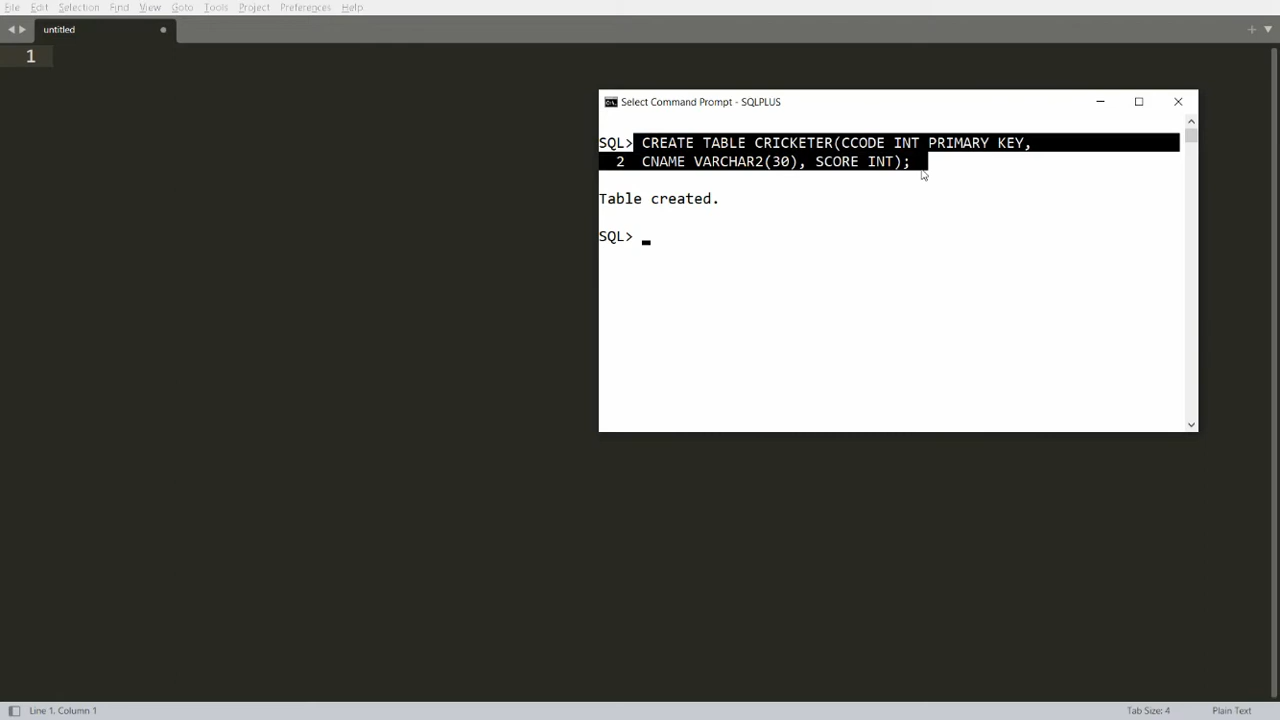 File Edit Selection Find View Goto Tools Project Preferences Help
untitled
1
Select Command Prompt - SQLPLUS
SQL> CREATE TABLE CRICKETER(CCODE INT PRIMARY KEY,
2 CNAME VARCHAR2(30), SCORE INT);
Table created.
SQL>
Line 1, Column 1
Tab Size: 4
Plain Text